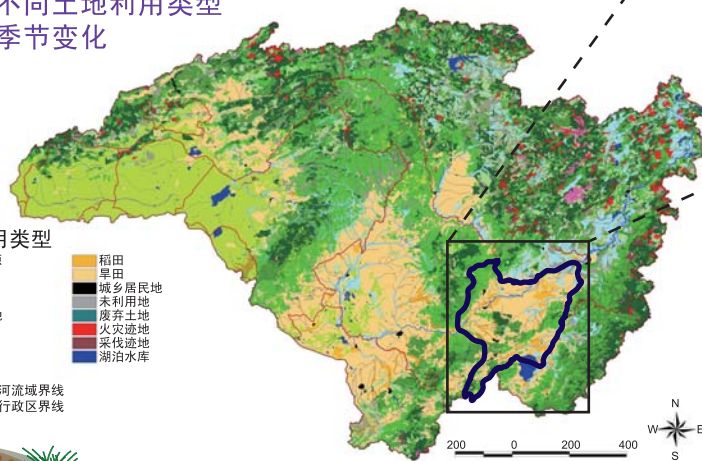 不同土地利用类型
季节变化
用类型
稻田
旱田
城乡居民地
未利用地
废弃土地
火灾迹地
采伐迹地
湖泊水库
河流域界线
行政区界线
N
W E
S
200 0 200 400